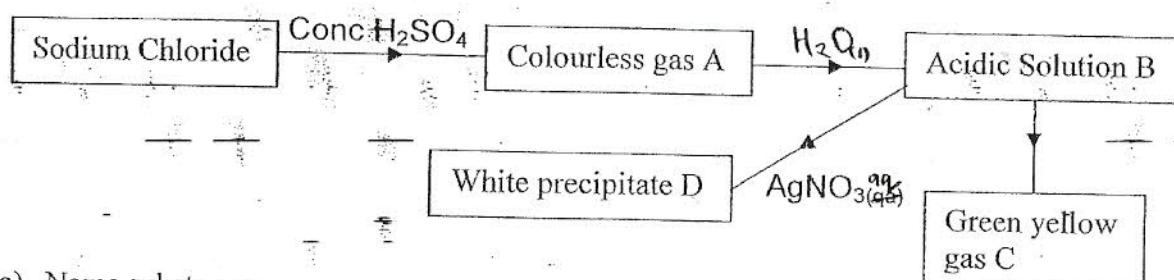 Sodium Chloride
Conc H₂SO₄
Colourless gas A
H₂O(l)
Acidic Solution B
White precipitate D
AgNO₃(aq)
Green yellow
gas C